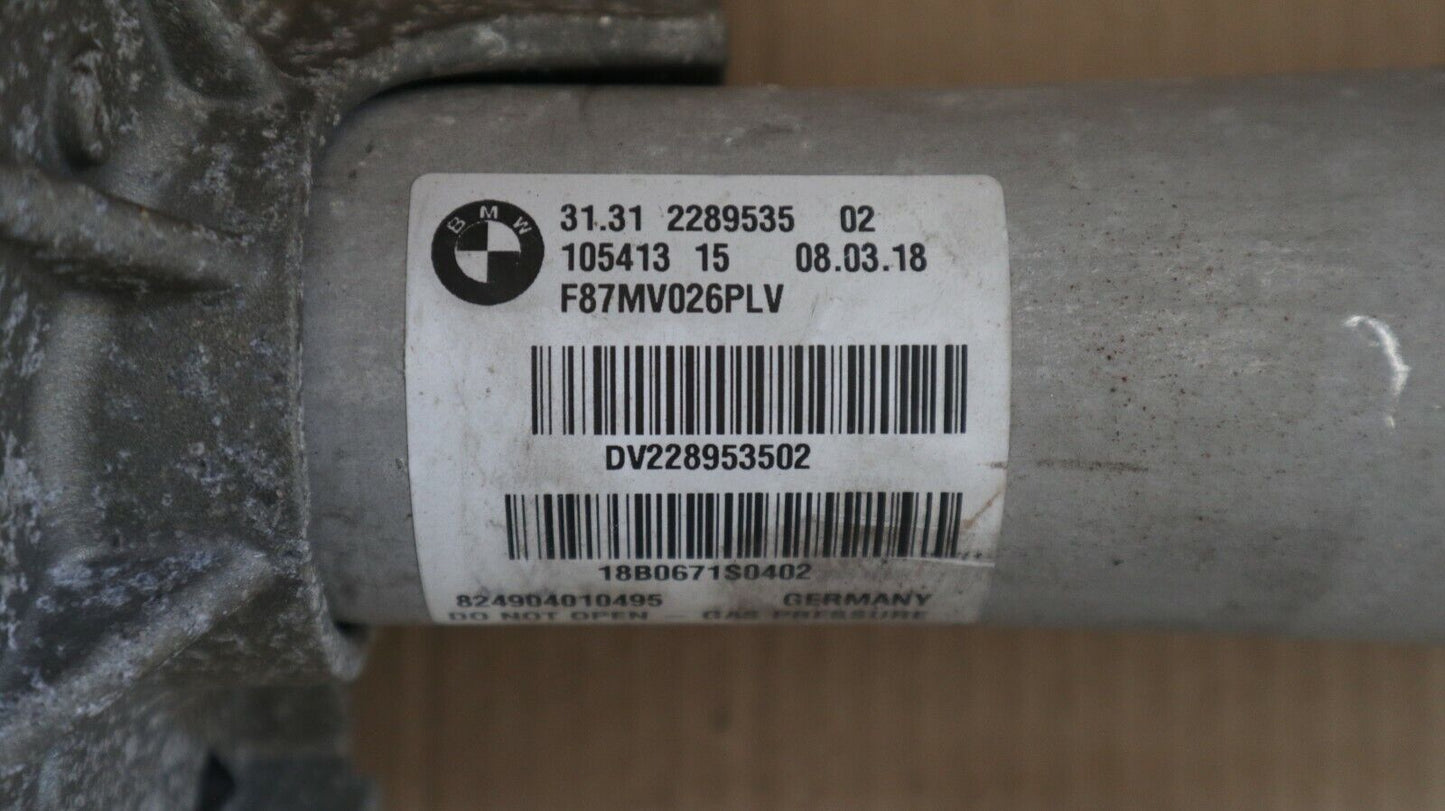 BMW
31.31 2289535 02
105413 15 08.03.18
F87MV026PLV
DV228953502
18B0671S0402
824904010495 GERMANY
DO NOT OPEN - GAS PRESSURE